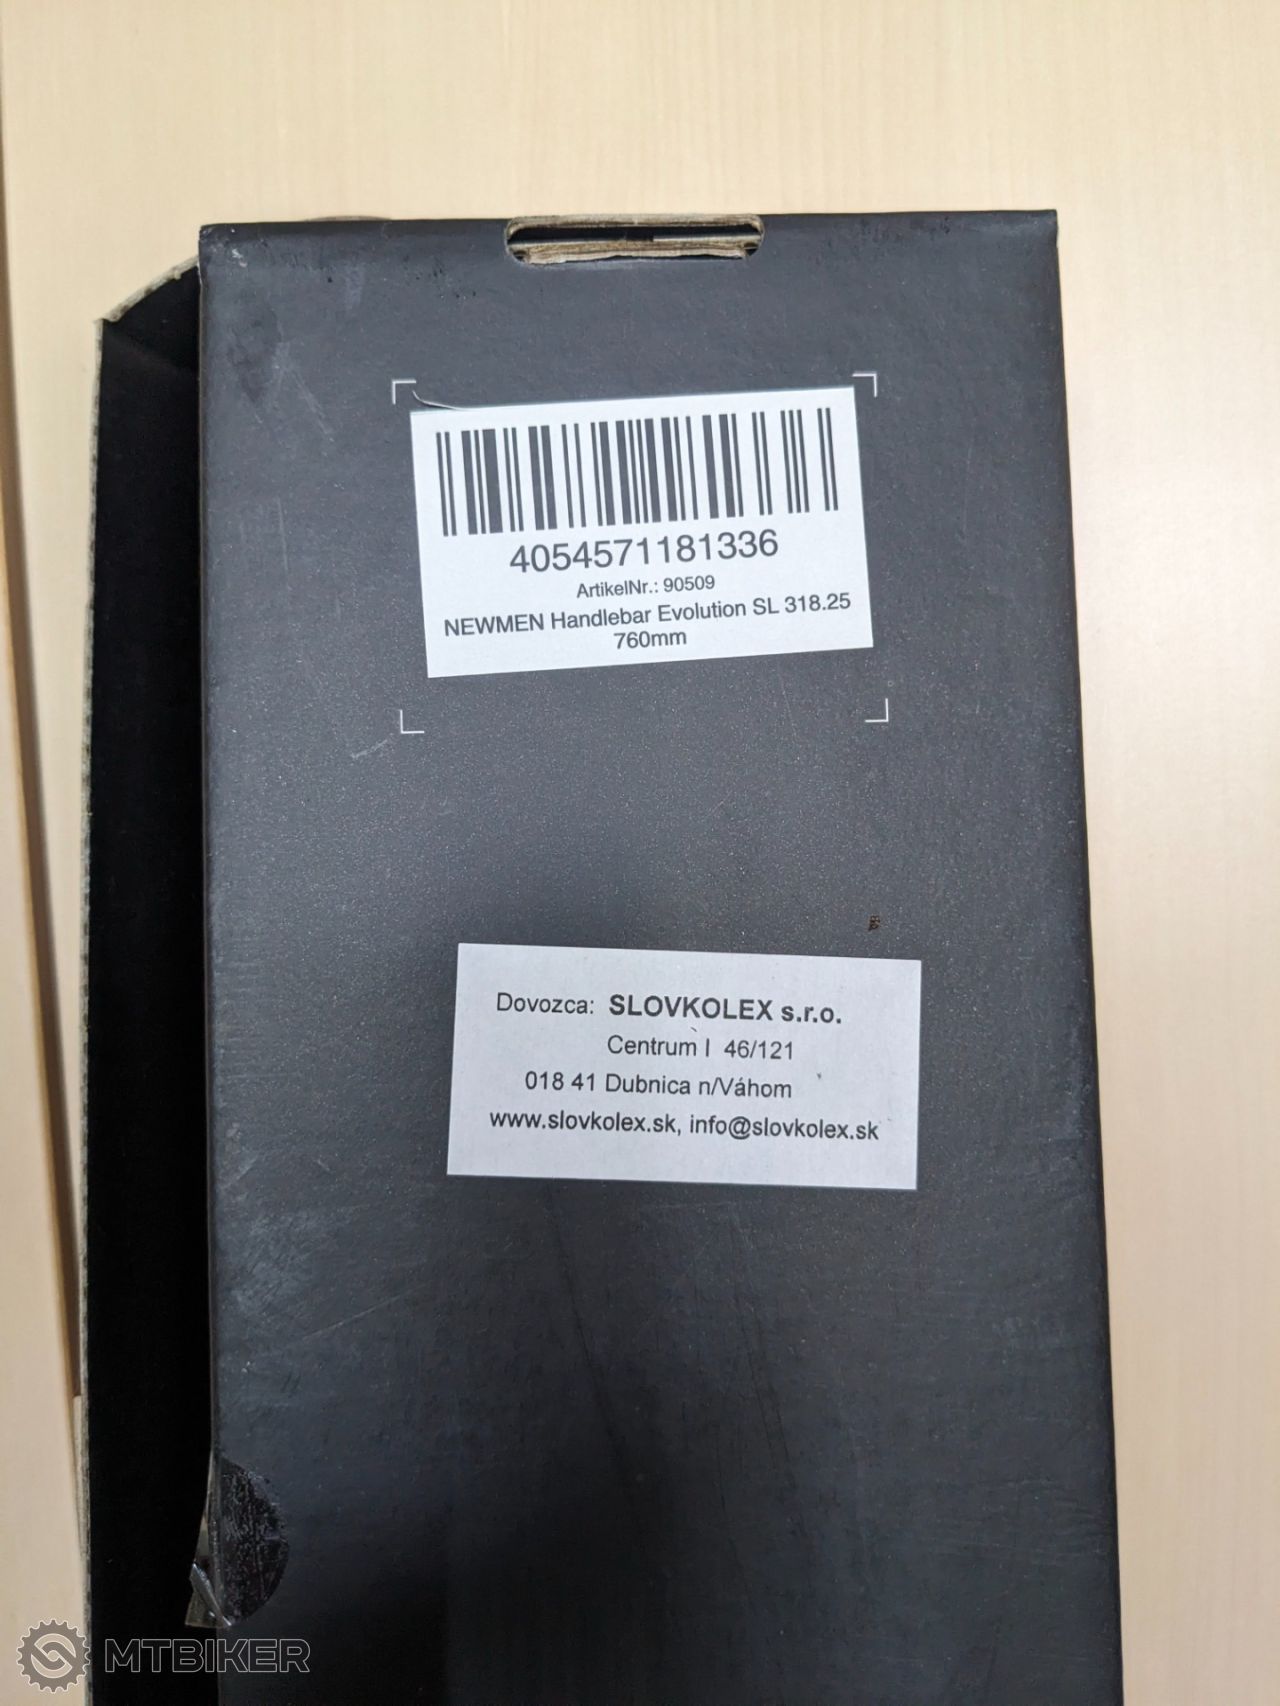 4054571181336
ArtikelNr.: 90509
NEWMEN Handlebar Evolution SL 318.25
760mm
Dovozca: SLOVKOLEX s.r.o.
Centrum I 46/121
018 41 Dubnica n/Váhom
www.slovkolex.sk, info@slovkolex.sk
MTBIKER